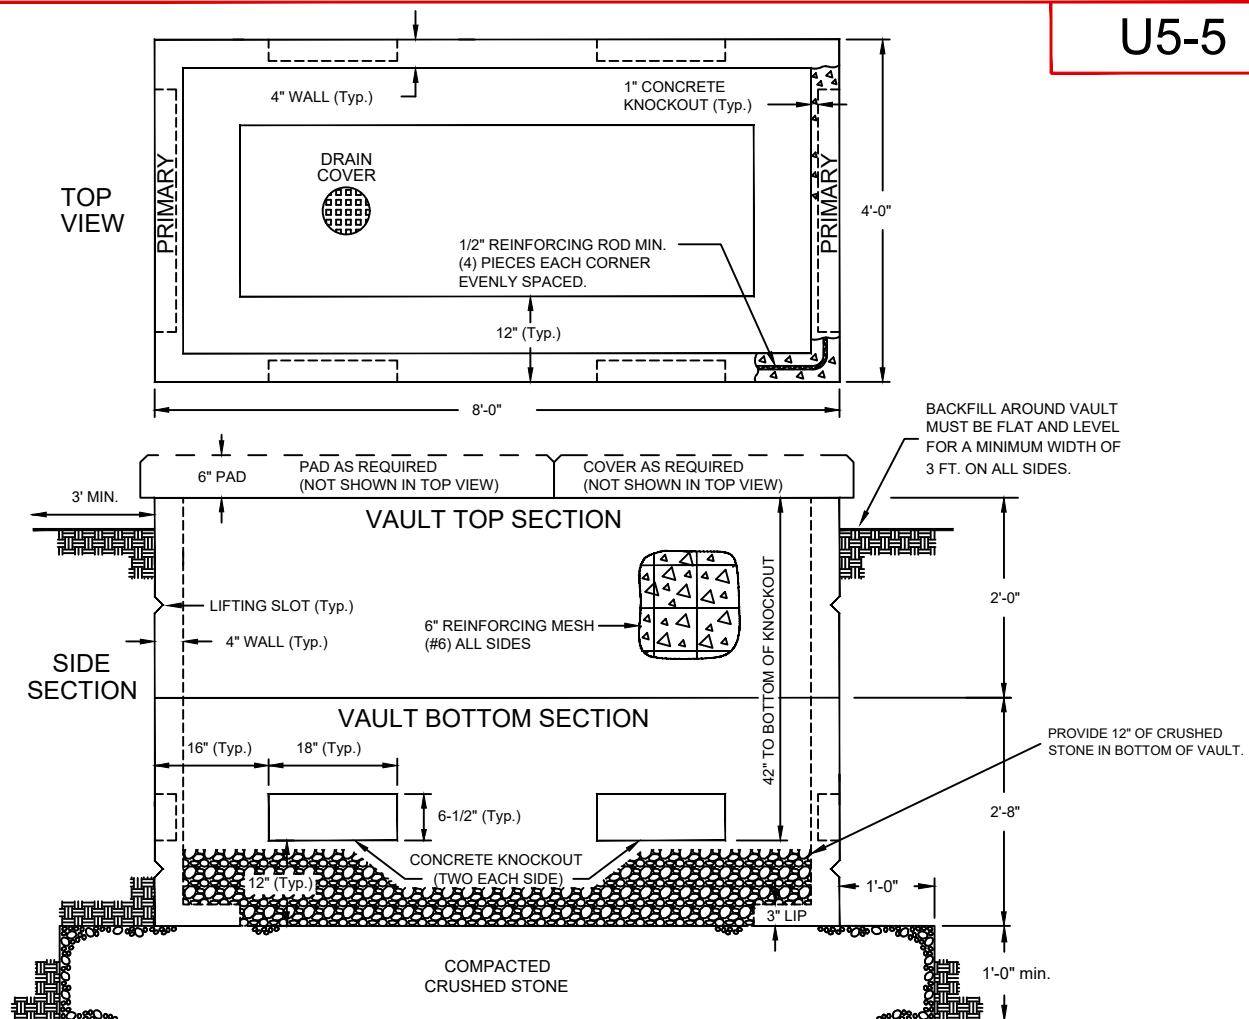 U5-5
4" WALL (Typ.)
1" CONCRETE
KNOCKOUT (Typ.)
DRAIN
COVER
TOP
VIEW
PRIMARY
PRIMARY
4'-0"
1/2" REINFORCING ROD MIN.
(4) PIECES EACH CORNER
EVENLY SPACED.
12" (Typ.)
8'-0"
BACKFILL AROUND VAULT
MUST BE FLAT AND LEVEL
FOR A MINIMUM WIDTH OF
3 FT. ON ALL SIDES.
6" PAD
PAD AS REQUIRED
(NOT SHOWN IN TOP VIEW)
COVER AS REQUIRED
(NOT SHOWN IN TOP VIEW)
3' MIN.
VAULT TOP SECTION
LIFTING SLOT (Typ.)
4" WALL (Typ.)
6" REINFORCING MESH
(#6) ALL SIDES
42" TO BOTTOM OF KNOCKOUT
2'-0"
SIDE
SECTION
VAULT BOTTOM SECTION
16" (Typ.)
18" (Typ.)
PROVIDE 12" OF CRUSHED
STONE IN BOTTOM OF VAULT.
6-1/2" (Typ.)
2'-8"
CONCRETE KNOCKOUT
(TWO EACH SIDE)
12" (Typ.)
3" LIP
1'-0"
COMPACTED
CRUSHED STONE
1'-0" min.